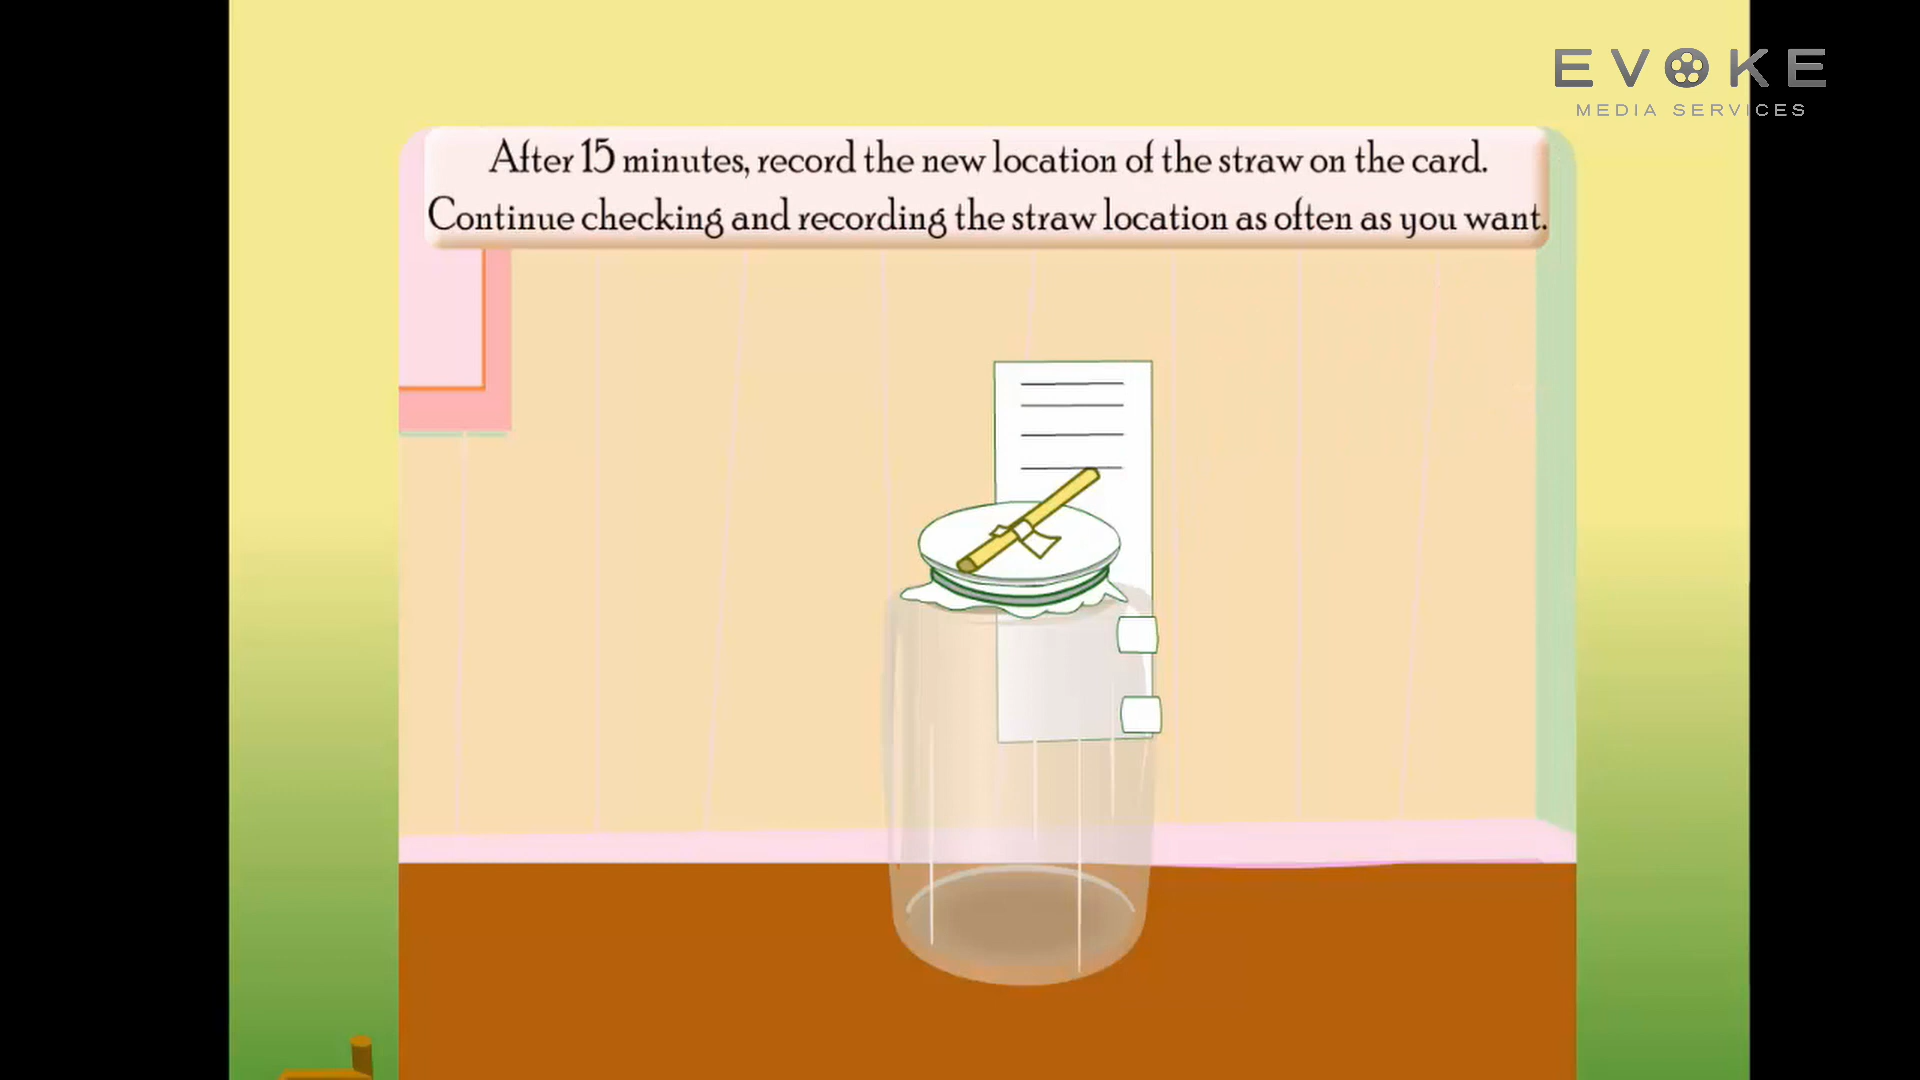 EVOKE
MEDIA SERVICES
After 15 minutes, record the new location of the straw on the card.
Continue checking and recording the straw location as often as you want.